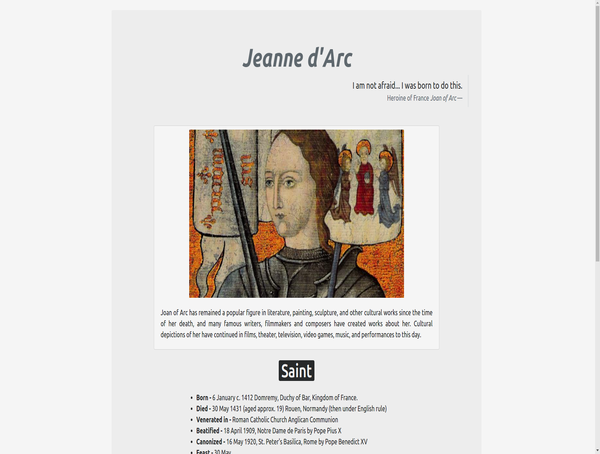 Jeanne d'Arc
I am not afraid... I was born to do this.
Heroine of France Joan of Arc —
Joan of Arc has remained a popular figure in literature, painting, sculpture, and other cultural works since the time
of her death, and many famous writers, filmmakers and composers have created works about her. Cultural
depictions of her have continued in films, theater, television, video games, music, and performances to this day.
Saint
• Born - 6 January c. 1412 Domremy, Duchy of Bar, Kingdom of France.
• Died - 30 May 1431 (aged approx. 19) Rouen, Normandy (then under English rule)
• Venerated in - Roman Catholic Church Anglican Communion
• Beatified - 18 April 1909, Notre Dame de Paris by Pope Pius X
• Canonized - 16 May 1920, St. Peter's Basilica, Rome by Pope Benedict XV
• Feast - 30 May